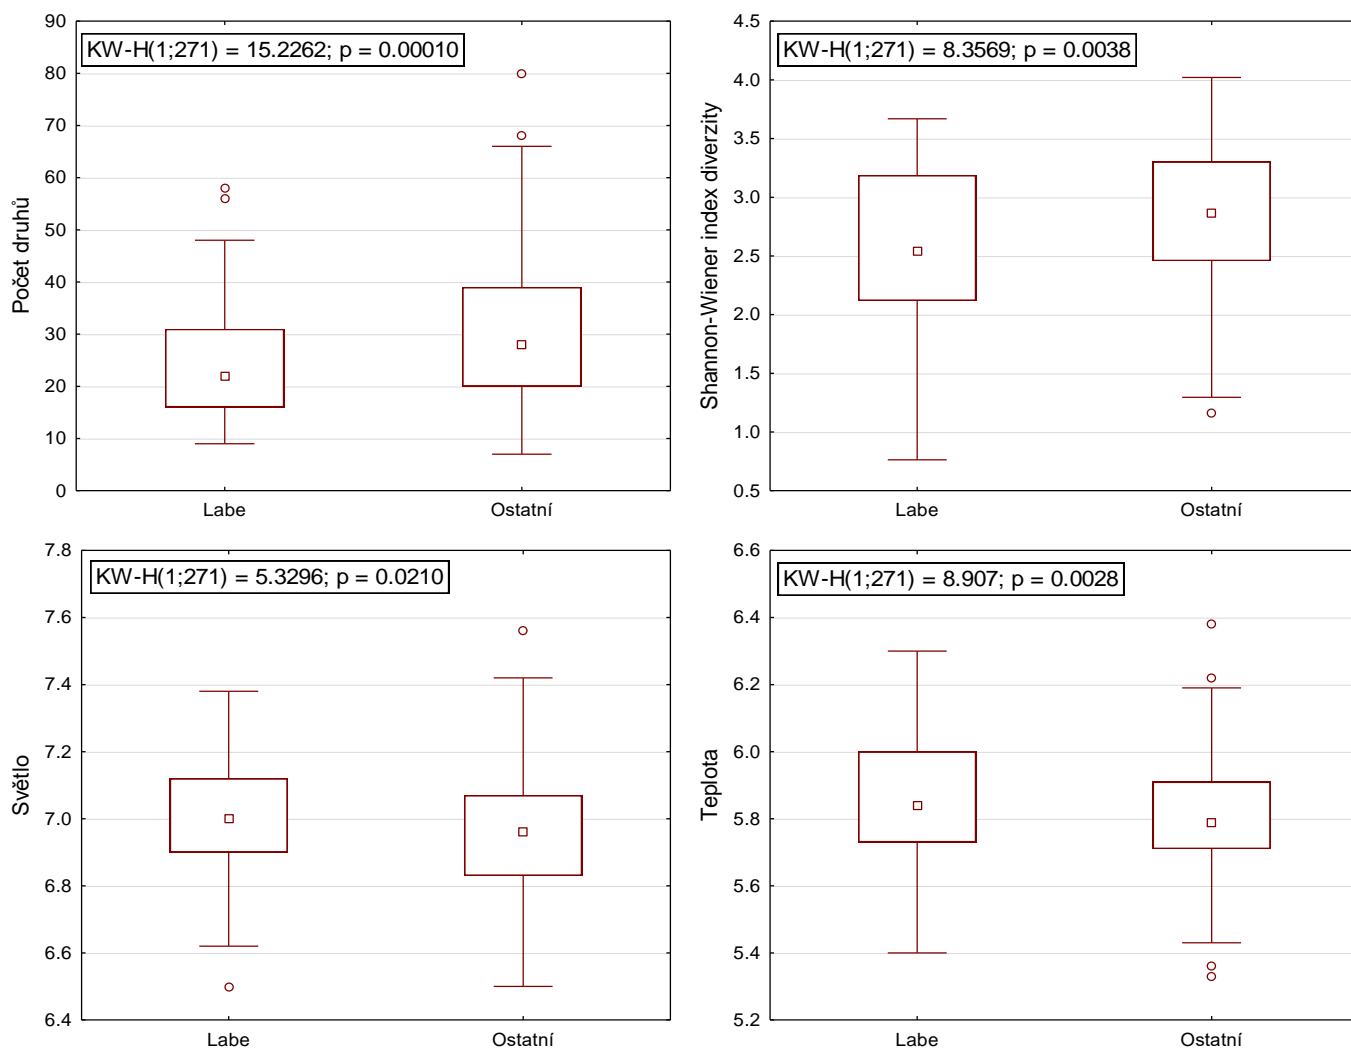 KW-H(1;271) = 15.2262; p = 0.00010
Počet druhů
90
80
70
60
50
40
30
20
10
0
Labe
Ostatní
KW-H(1;271) = 8.3569; p = 0.0038
Shannon-Wiener index diverzity
4.5
4.0
3.5
3.0
2.5
2.0
1.5
1.0
0.5
Labe
Ostatní
KW-H(1;271) = 5.3296; p = 0.0210
Světlo
7.8
7.6
7.4
7.2
7.0
6.8
6.6
6.4
Labe
Ostatní
KW-H(1;271) = 8.907; p = 0.0028
Teplota
6.6
6.4
6.2
6.0
5.8
5.6
5.4
5.2
Labe
Ostatní